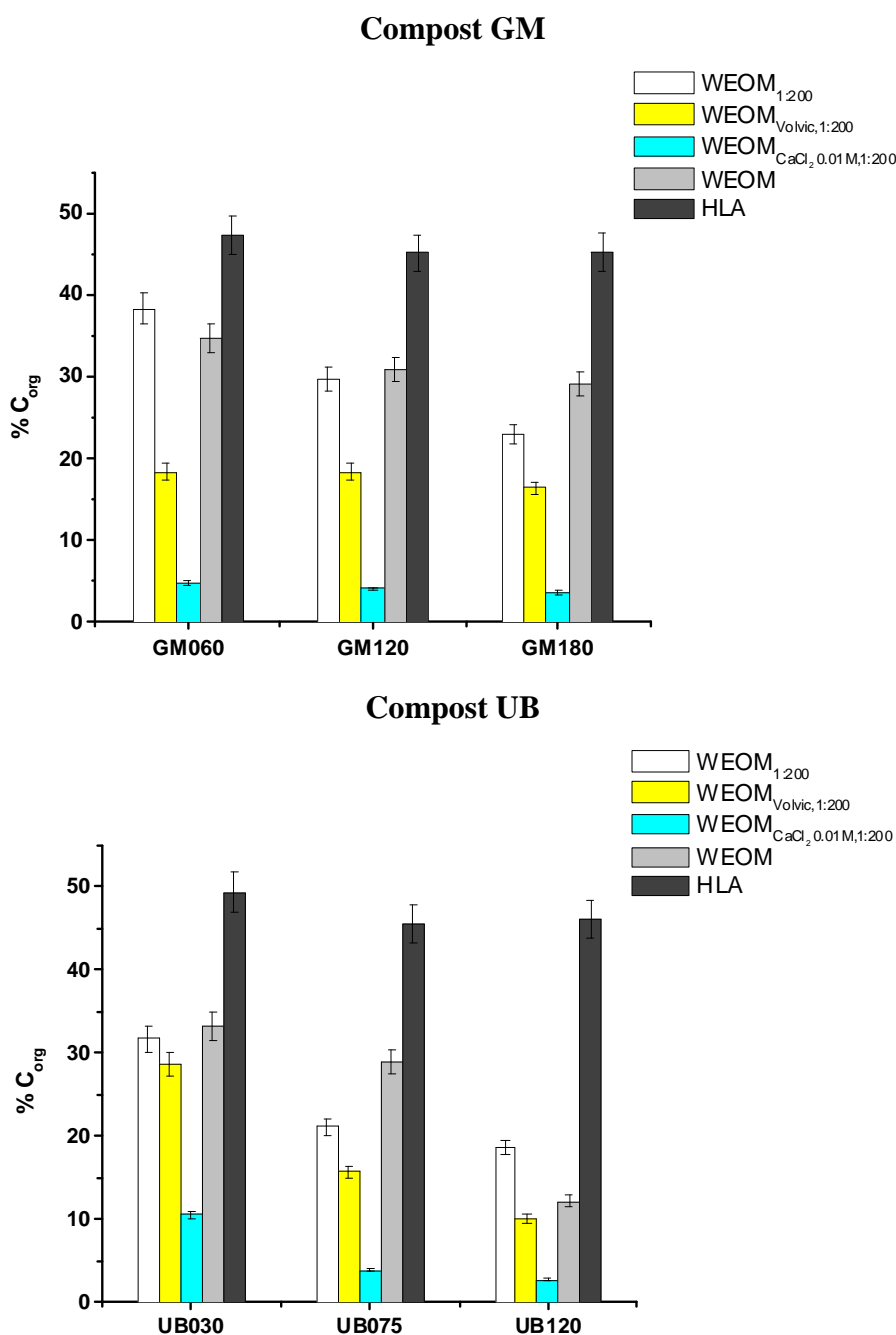 Compost GM
WEOM1:200
WEOMVolvic,1:200
WEOMCaCl2 0.01M,1:200
WEOM
HLA
50
40
30
20
10
0
% Corg
GM060 GM120 GM180
Compost UB
WEOM1:200
WEOMVolvic,1:200
WEOMCaCl2 0.01M,1:200
WEOM
HLA
50
40
30
20
10
0
% Corg
UB030 UB075 UB120